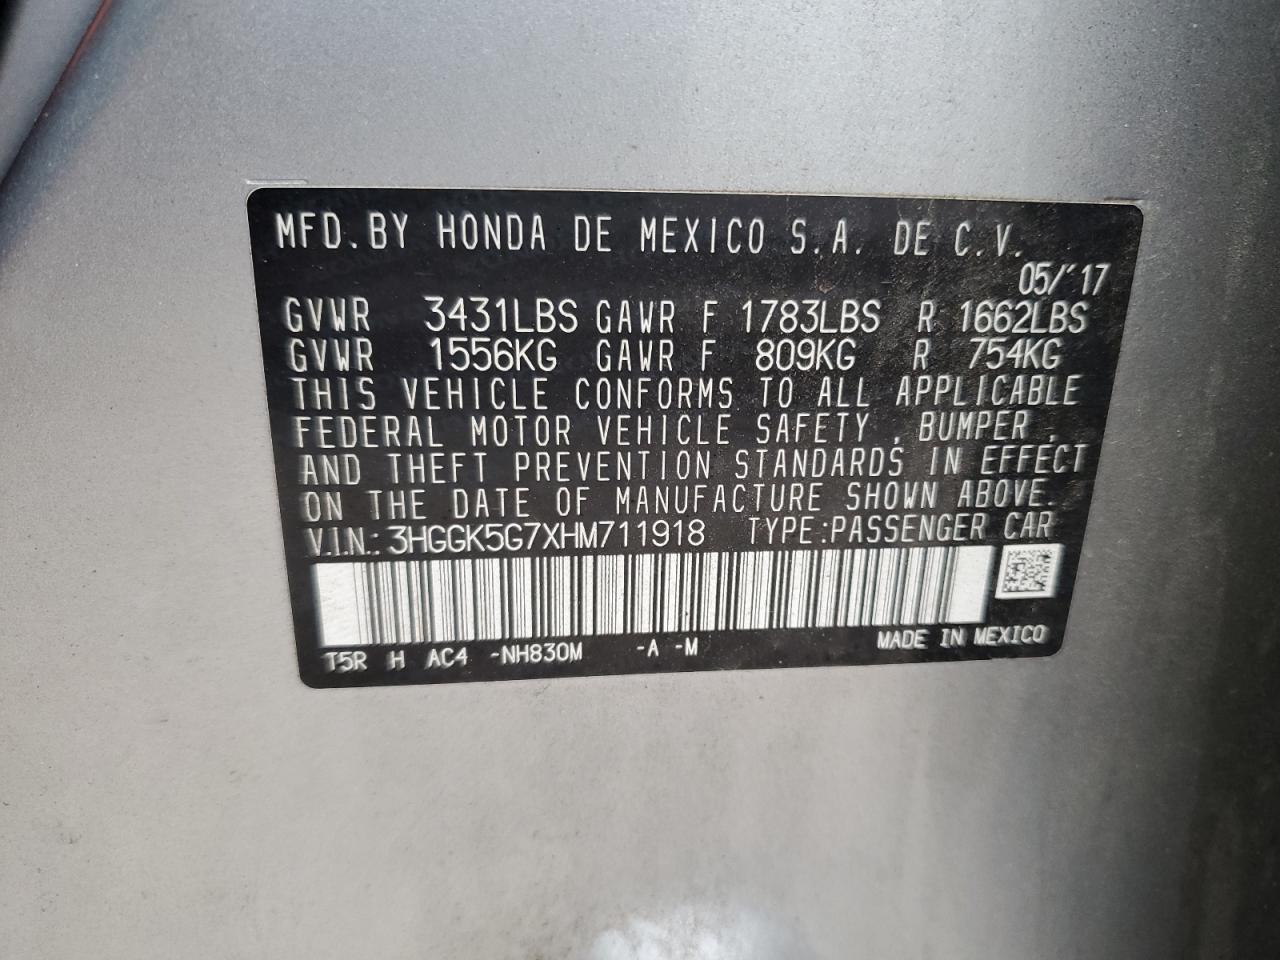 MFD. BY HONDA DE MEXICO S.A. DE C.V.
05/'17
GVWR 3431LBS GAWR F 1783LBS R 1662LBS
GVWR 1556KG GAWR F 809KG R 754KG
THIS VEHICLE CONFORMS TO ALL APPLICABLE
FEDERAL MOTOR VEHICLE SAFETY , BUMPER ,
AND THEFT PREVENTION STANDARDS IN EFFECT
ON THE DATE OF MANUFACTURE SHOWN ABOVE.
V.I.N.: 3HGGK5G7XHM711918 TYPE:PASSENGER CAR
T5R H AC4 -NH830M -A -M MADE IN MEXICO